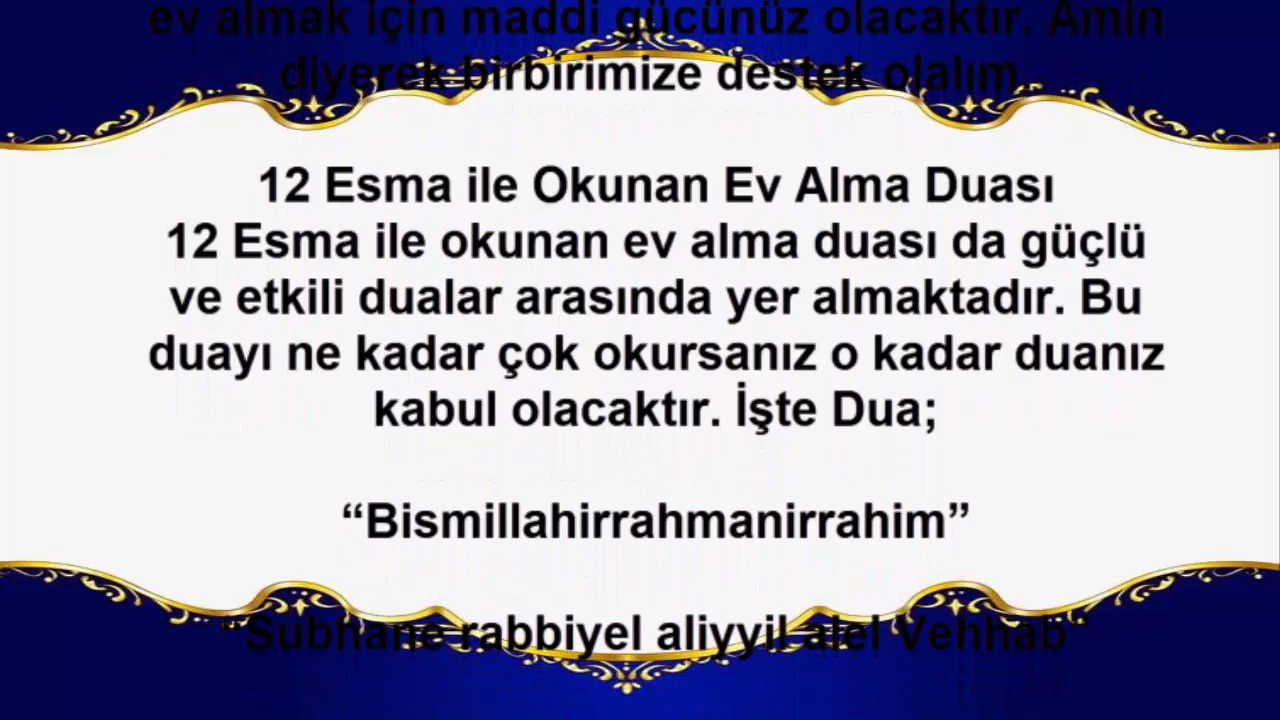 ev almak için maddi gücünüz olacaktır. Amin
diyerek birbirimize destek olalım.
12 Esma ile Okunan Ev Alma Duası
12 Esma ile okunan ev alma duası da güçlü
ve etkili dualar arasında yer almaktadır. Bu
duayı ne kadar çok okursanız o kadar duanız
kabul olacaktır. İşte Dua;
“Bismillahirrahmanirrahim”
“Subhane rabbiyel aliyyil alel Vehhab”